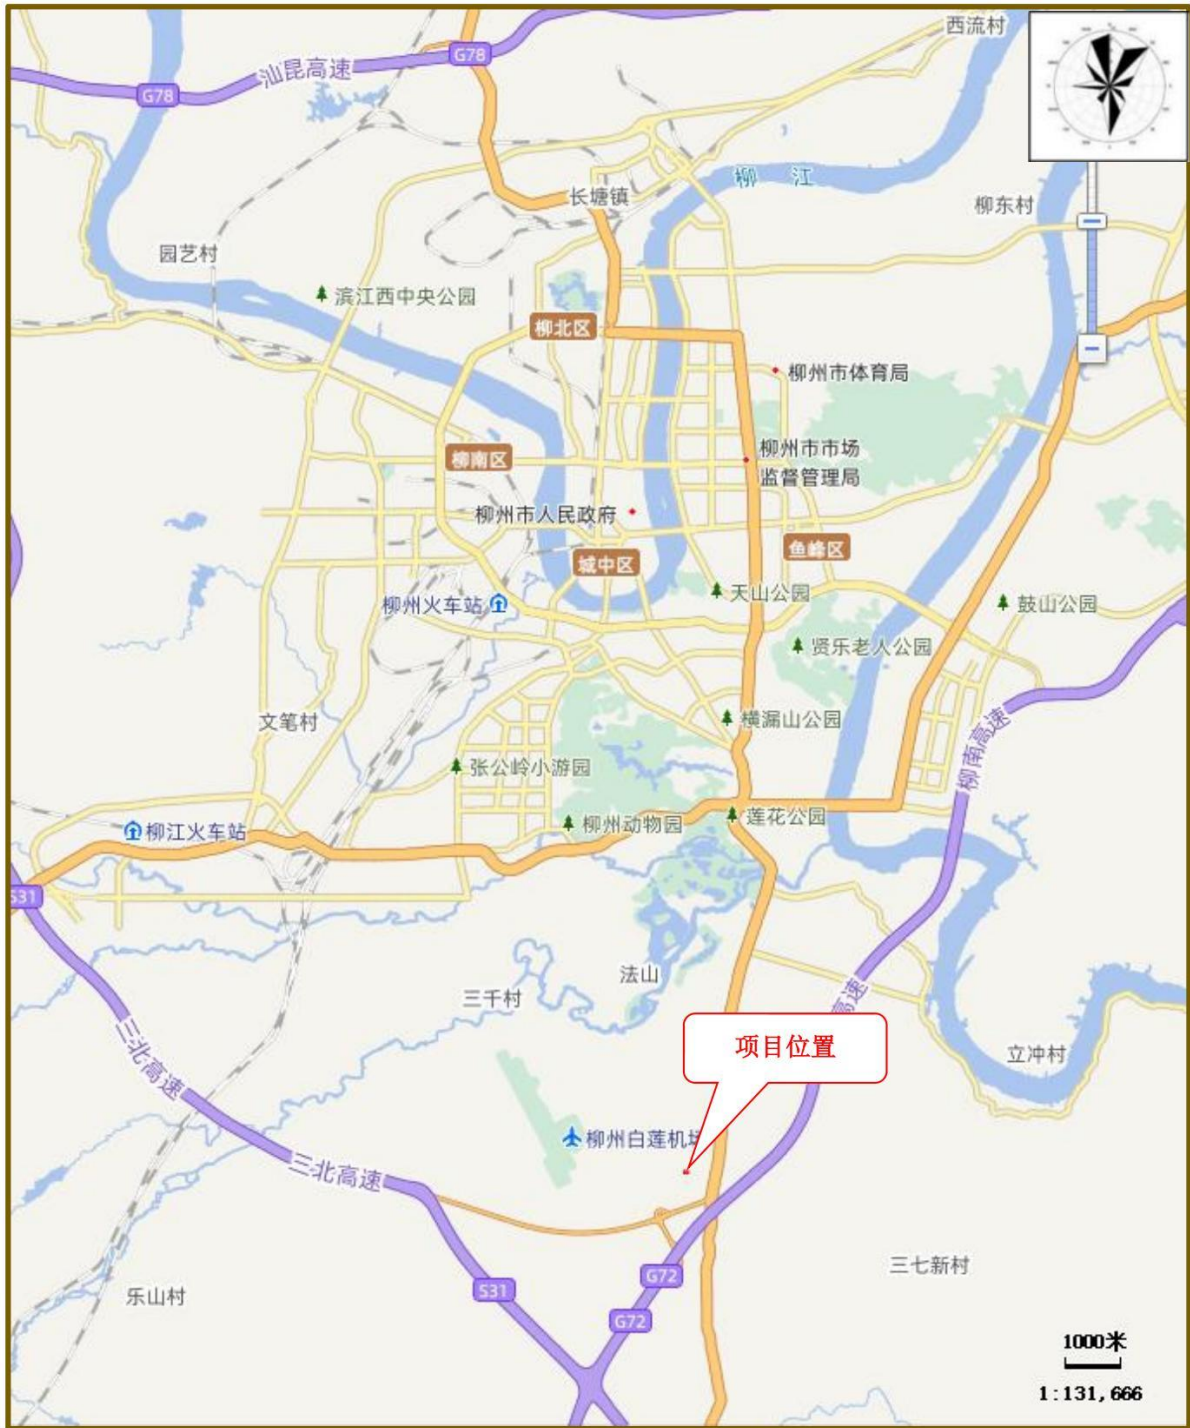 西流村
G78
汕昆高速
G78
柳 江
长塘镇
柳东村
园艺村
滨江西中央公园
柳北区
柳州市体育局
柳州市市场
监督管理局
柳南区
柳州市人民政府
鱼峰区
城中区
天山公园
柳州火车站
鼓山公园
贤乐老人公园
文笔村
横漏山公园
柳南高速
张公岭小游园
柳州动物园
莲花公园
柳江火车站
S31
法山
三千村
高速
项目位置
立冲村
三北高速
柳州白莲机场
三北高速
三七新村
G72
S31
乐山村
G72
1000米
1:131,666